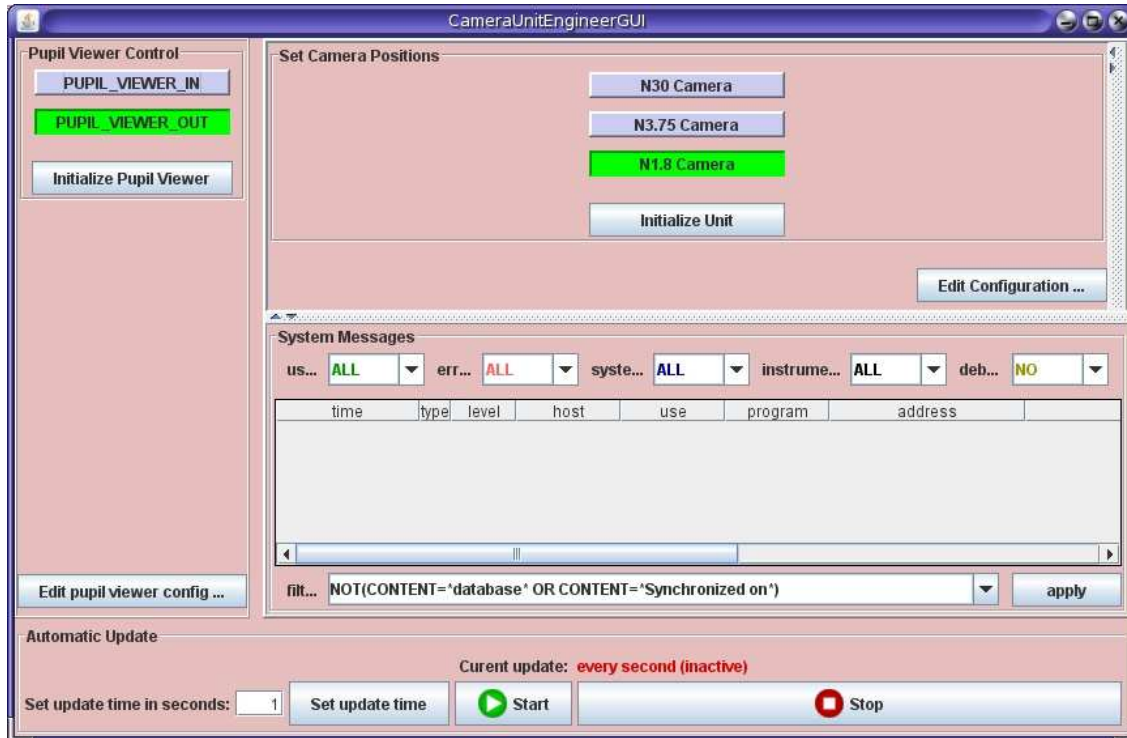 CameraUnitEngineerGUI
Pupil Viewer Control
PUPIL_VIEWER_IN
PUPIL_VIEWER_OUT
Initialize Pupil Viewer
Edit pupil viewer config ...
Set Camera Positions
N30 Camera
N3.75 Camera
N1.8 Camera
Initialize Unit
Edit Configuration ...
System Messages
us... ALL err... ALL syste... ALL instrume... ALL deb... NO
time type level host use program address
filt... NOT(CONTENT=*database* OR CONTENT=*Synchronized on*) apply
Automatic Update
Curent update: every second (inactive)
Set update time in seconds: 1 Set update time Start Stop